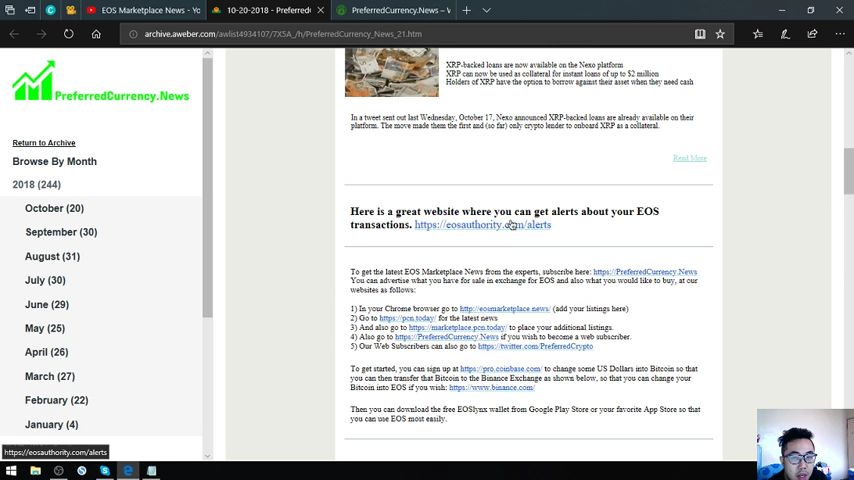 EOS Marketplace News - Yo
10-20-2018 - Preferred
PreferredCurrency.News – W
archive.aweber.com/awlist4934107/7X5A_/h/PreferredCurrency_News_21.htm
PreferredCurrency.News
Return to Archive
Browse By Month
2018 (244)
October (20)
September (30)
August (31)
July (30)
June (29)
May (25)
April (26)
March (27)
February (22)
January (4)
https://eosauthority.com/alerts
XRP-backed loans are now available on the Nexo platform
XRP can now be used as collateral for instant loans of up to $2 million
Holders of XRP have the option to borrow against their asset when they need cash
In a tweet sent out last Wednesday, October 17, Nexo announced XRP-backed loans are already available on their
platform. The move made them the first and (so far) only crypto lender to onboard XRP as a collateral.
Read More
Here is a great website where you can get alerts about your EOS
transactions. https://eosauthority.com/alerts
To get the latest EOS Marketplace News from the experts, subscribe here: https://PreferredCurrency.News
You can advertise what you have for sale in exchange for EOS and also what you would like to buy, at our
websites as follows:
1) In your Chrome browser go to http://eosmarketplace.news/ (add your listings here)
2) Go to https://pcn.today/ for the latest news
3) And also go to https://marketplace.pcn.today/ to place your additional listings.
4) Also go to https://PreferredCurrency.News if you wish to become a web subscriber.
5) Our Web Subscribers can also go to https://twitter.com/PreferredCrypto
To get started, you can sign up at https://pro.coinbase.com/ to change some US Dollars into Bitcoin so that
you can then transfer that Bitcoin to the Binance Exchange as shown below, so that you can change your
Bitcoin into EOS if you wish: https://www.binance.com/
Then you can download the free EOSlynx wallet from Google Play Store or your favorite App Store so that
you can use EOS most easily.